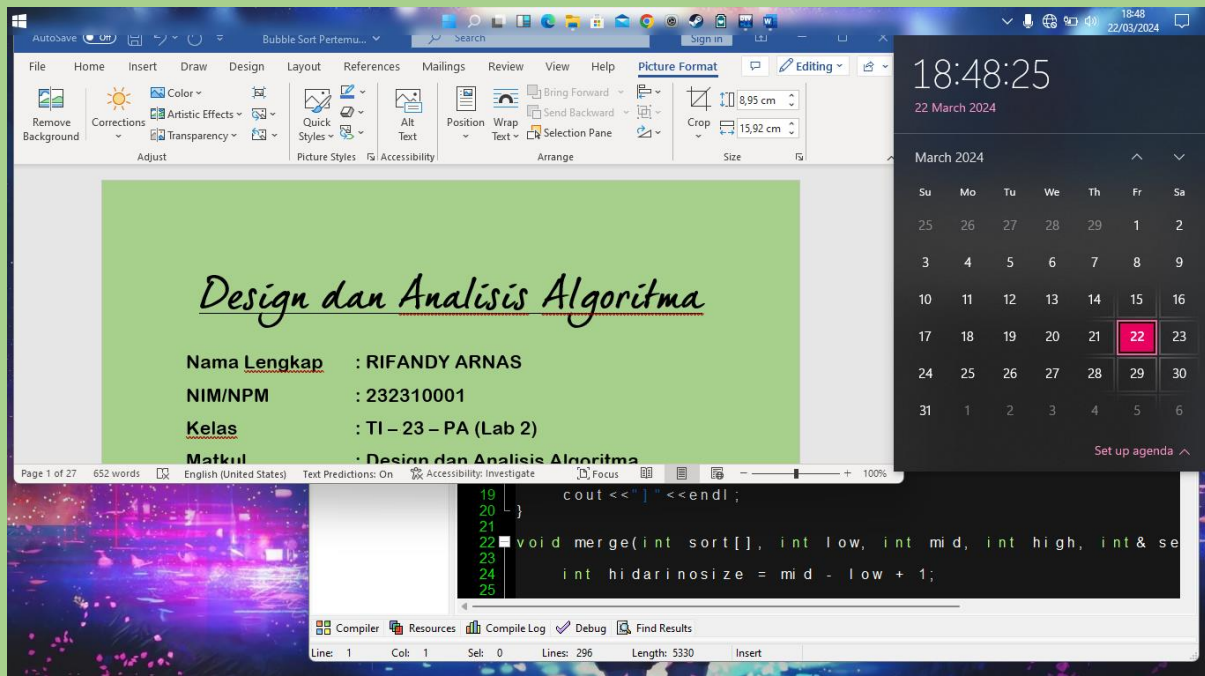 18:48
22/03/2024
AutoSave Off Bubble Sort Pertemu... Search Sign in
File Home Insert Draw Design Layout References Mailings Review View Help Picture Format Editing
Remove Background
Corrections
Color
Artistic Effects
Transparency
Quick Styles
Alt Text
Position
Wrap Text
Bring Forward
Send Backward
Selection Pane
Crop
8,95 cm
15,92 cm
Adjust Picture Styles Accessibility Arrange Size
Design dan Analisis Algoritma
Nama Lengkap : RIFANDY ARNAS
NIM/NPM : 232310001
Kelas : TI – 23 – PA (Lab 2)
Matkul : Design dan Analisis Algoritma
Page 1 of 27 652 words English (United States) Text Predictions: On Accessibility: Investigate Focus 100%
18:48:25
22 March 2024
March 2024
Su Mo Tu We Th Fr Sa
25 26 27 28 29 1 2
3 4 5 6 7 8 9
10 11 12 13 14 15 16
17 18 19 20 21 22 23
24 25 26 27 28 29 30
31 1 2 3 4 5 6
Set up agenda
19 cout<<"]"<<endl;
20 }
21
22 void merge(int sort[], int low, int mid, int high, int& se
23
24 int hidarinosize = mid - low + 1;
25
Compiler Resources Compile Log Debug Find Results
Line: 1 Col: 1 Sel: 0 Lines: 296 Length: 5330 Insert